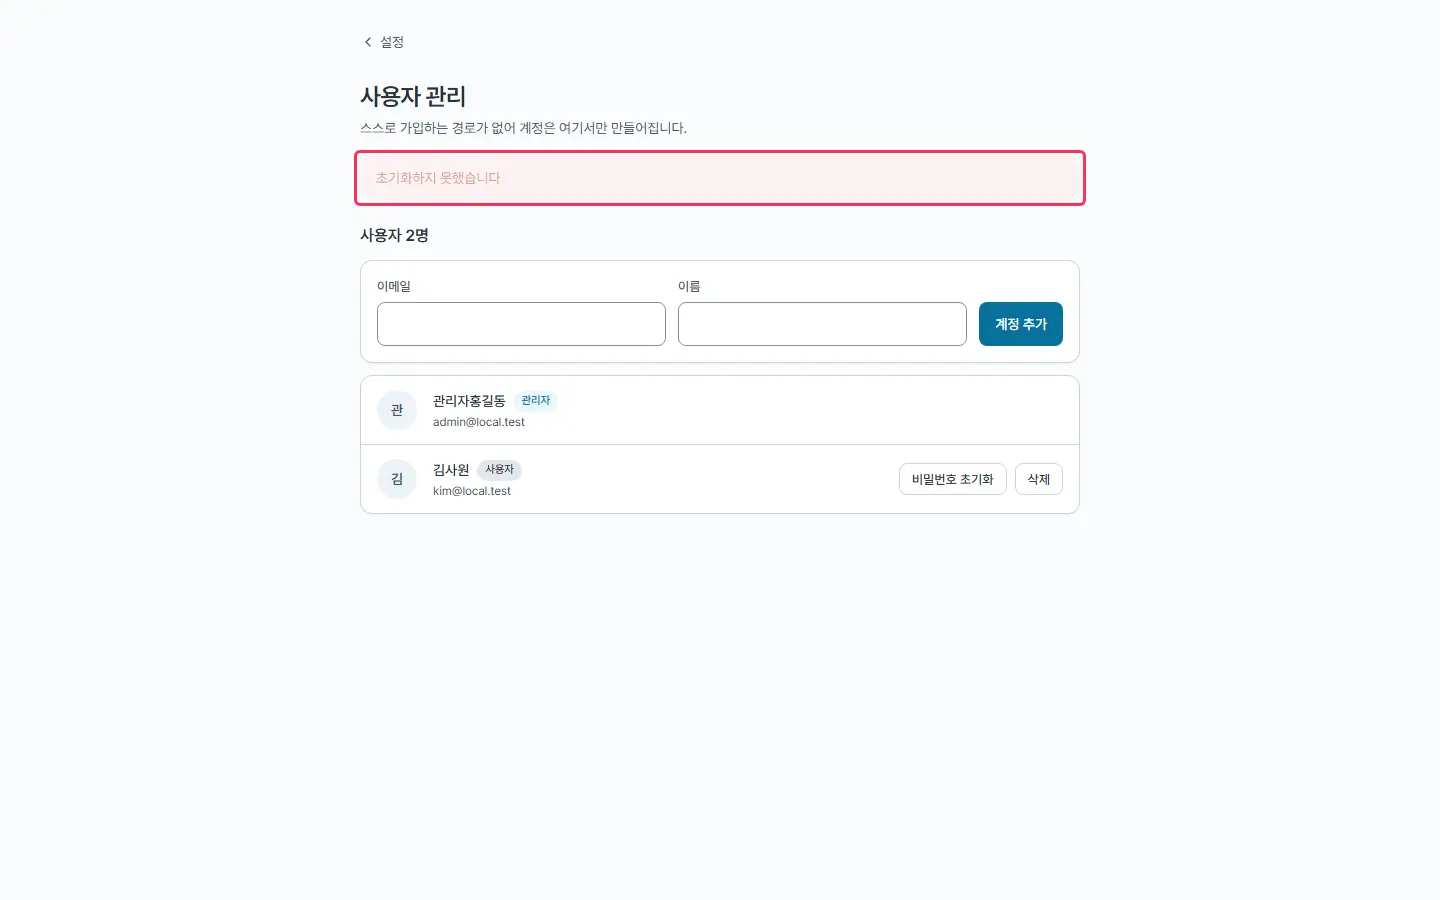 설정
사용자 관리
스스로 가입하는 경로가 없어 계정은 여기서만 만들어집니다.
초기화하지 못했습니다
사용자 2명
이메일 이름
계정 추가
관 관리자홍길동 관리자
admin@local.test
김 김사원 사용자
kim@local.test
비밀번호 초기화 삭제